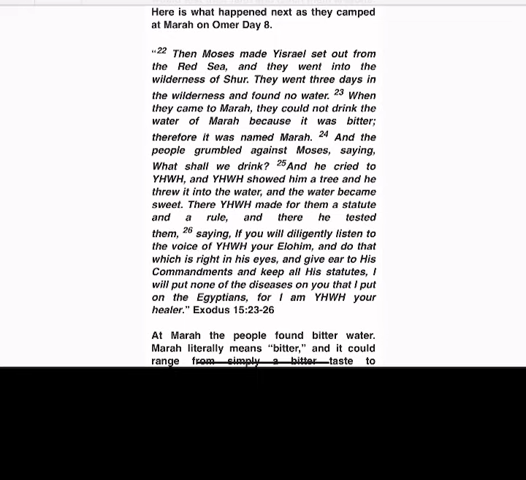 Here is what happened next as they camped
at Marah on Omer Day 8.
“22 Then Moses made Yisrael set out from
the Red Sea, and they went into the
wilderness of Shur. They went three days in
the wilderness and found no water. 23 When
they came to Marah, they could not drink the
water of Marah because it was bitter;
therefore it was named Marah. 24 And the
people grumbled against Moses, saying,
What shall we drink? 25And he cried to
YHWH, and YHWH showed him a tree and he
threw it into the water, and the water became
sweet. There YHWH made for them a statute
and a rule, and there he tested
them, 26 saying, If you will diligently listen to
the voice of YHWH your Elohim, and do that
which is right in his eyes, and give ear to His
Commandments and keep all His statutes, I
will put none of the diseases on you that I put
on the Egyptians, for I am YHWH your
healer.” Exodus 15:23-26
At Marah the people found bitter water.
Marah literally means “bitter,” and it could
range from simply a bitter taste to